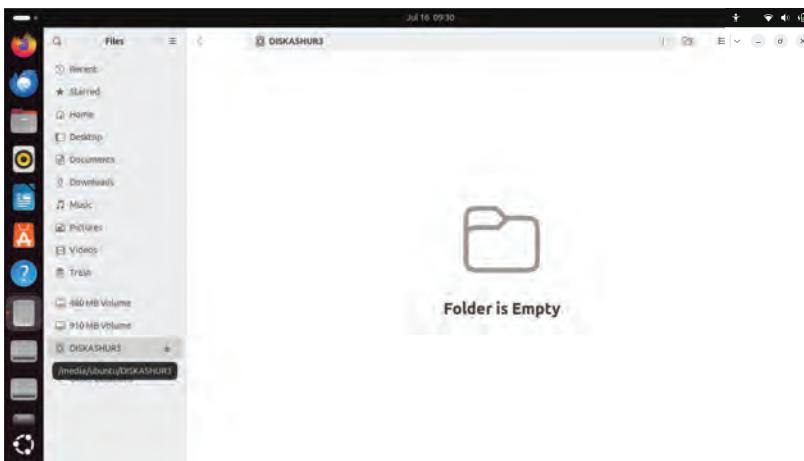 Jul 16 09:30
Files
DISKASHUR3
Recent
Starred
Home
Desktop
Documents
Downloads
Music
Pictures
Videos
Trash
480 MB Volume
910 MB Volume
DISKASHUR3
/media/ubuntu/DISKASHUR3
Folder is Empty